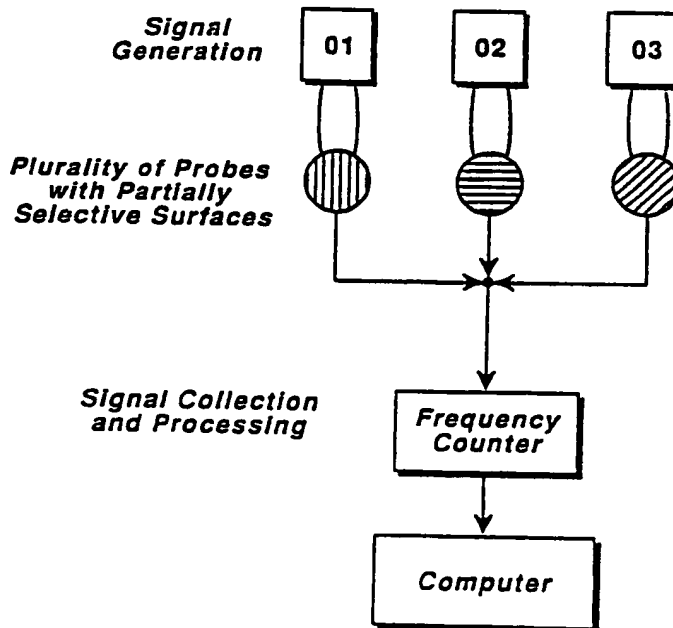 Signal
Generation
01
02
03
Plurality of Probes
with Partially
Selective Surfaces
Signal Collection
and Processing
Frequency
Counter
Computer